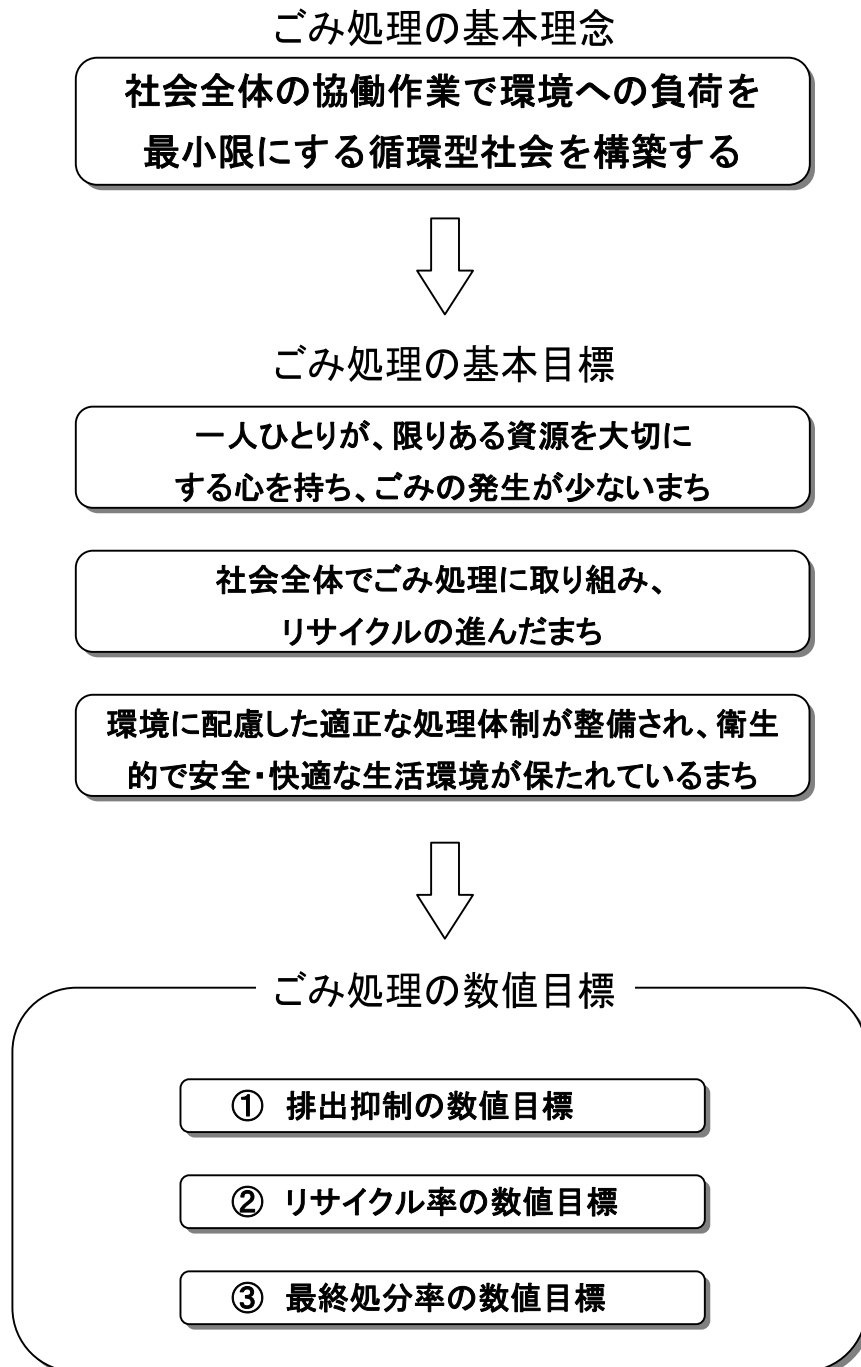 ごみ処理の基本理念
社会全体の協働作業で環境への負荷を
最小限にする循環型社会を構築する
ごみ処理の基本目標
一人ひとりが、限りある資源を大切に
する心を持ち、ごみの発生が少ないまち
社会全体でごみ処理に取り組み、
リサイクルの進んだまち
環境に配慮した適正な処理体制が整備され、衛生
的で安全・快適な生活環境が保たれているまち
ごみ処理の数値目標
① 排出抑制の数値目標
② リサイクル率の数値目標
③ 最終処分率の数値目標